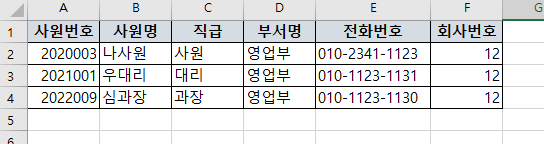 A B C D E F G
1 사원번호 사원명 직급 부서명 전화번호 회사번호
2 2020003 나사원 사원 영업부 010-2341-1123 12
3 2021001 우대리 대리 영업부 010-1123-1131 12
4 2022009 심과장 과장 영업부 010-1123-1130 12
5